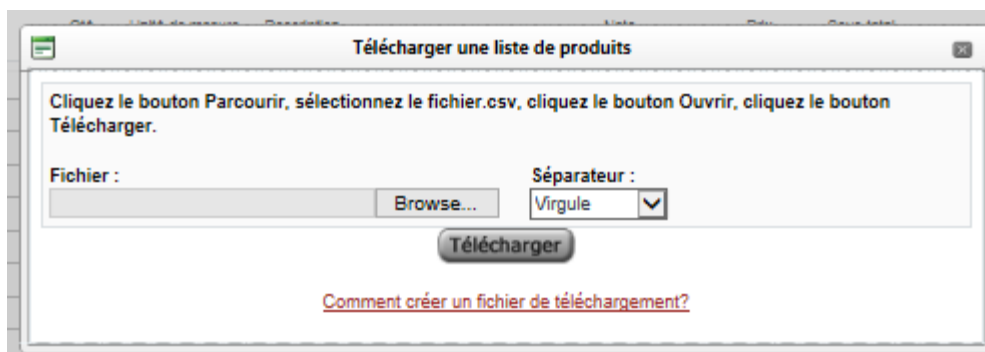 Télécharger une liste de produits
Cliquez le bouton Parcourir, sélectionnez le fichier.csv, cliquez le bouton Ouvrir, cliquez le bouton
Télécharger.
Fichier : Séparateur :
Browse... Virgule
Télécharger
Comment créer un fichier de téléchargement?